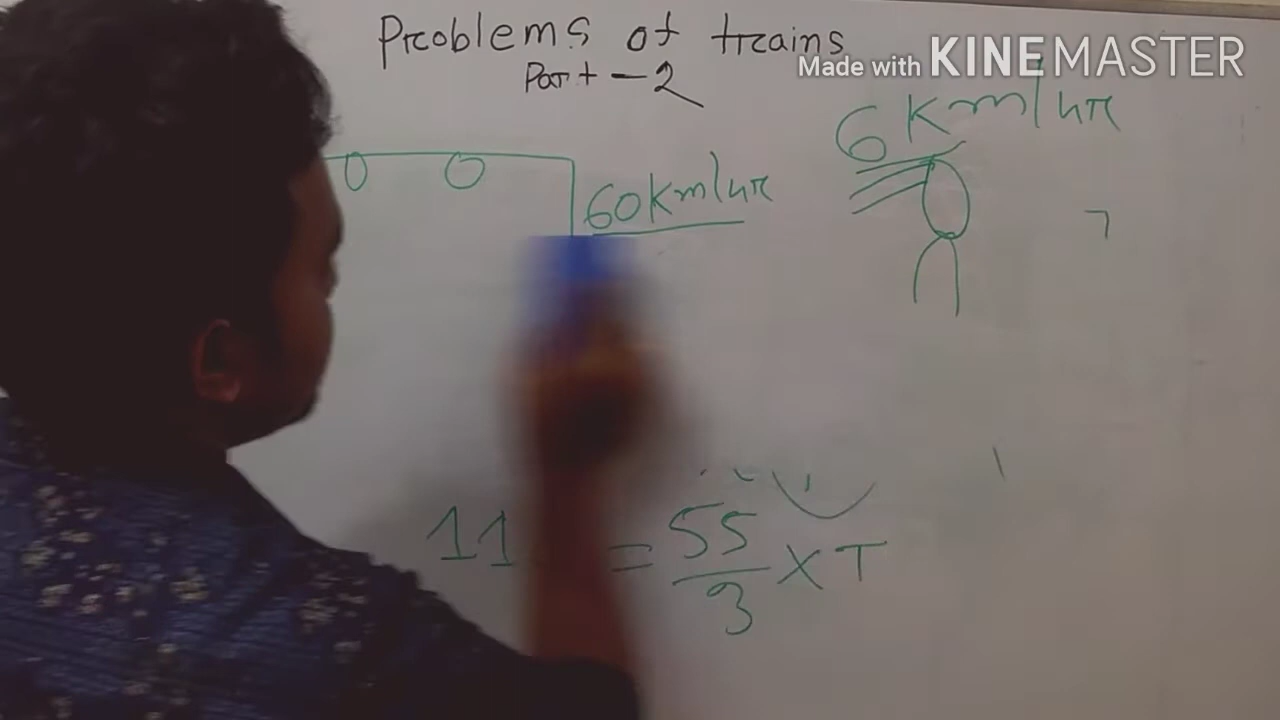 Problems of trains
Made with KINEMASTER
Part - 2
6 km/hr
60 km/hr
11 = 55/3 × T